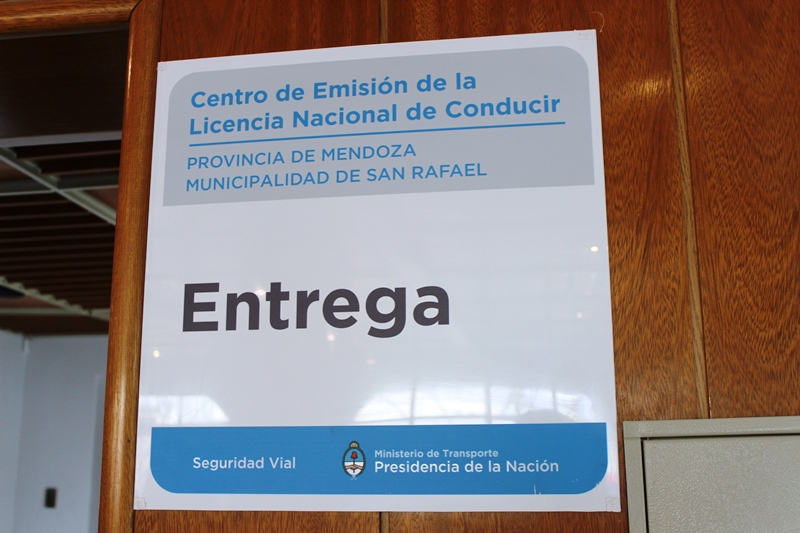 Centro de Emisión de la
Licencia Nacional de Conducir
PROVINCIA DE MENDOZA
MUNICIPALIDAD DE SAN RAFAEL
Entrega
Seguridad Vial
Ministerio de Transporte
Presidencia de la Nación